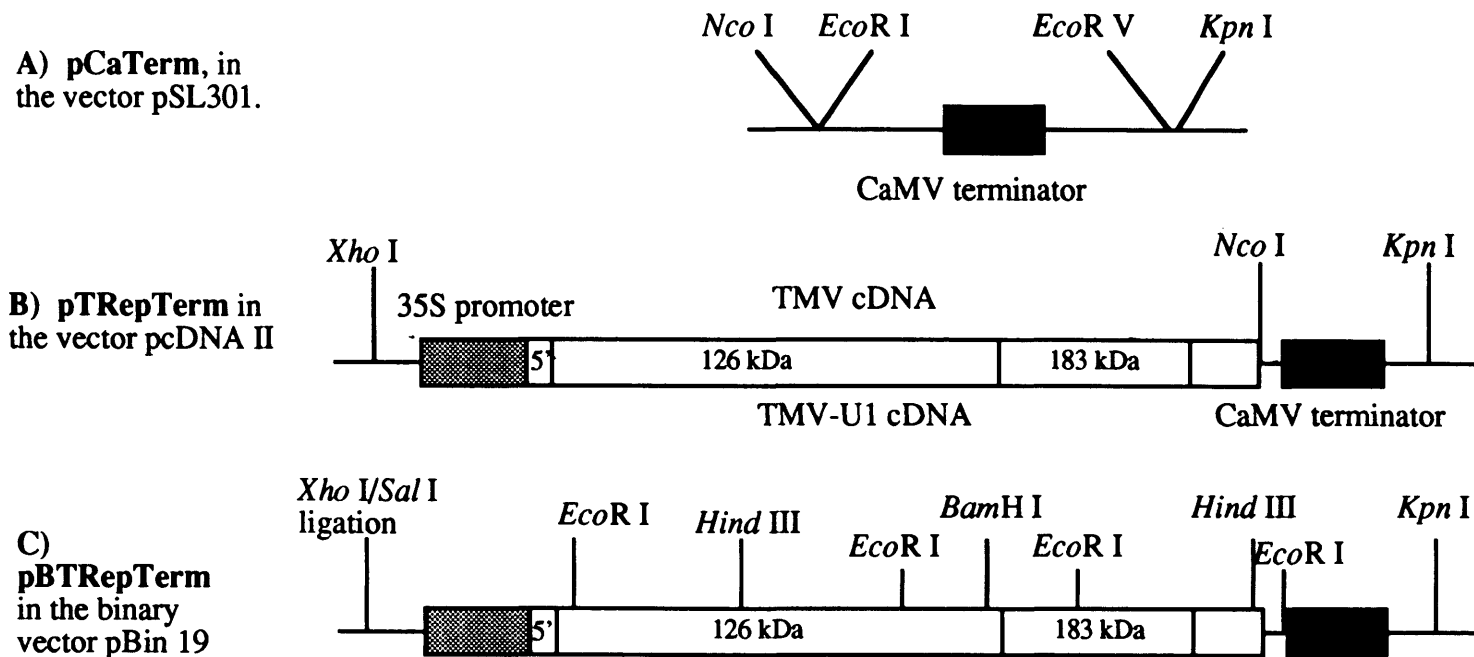 Nco I EcoR I EcoR V Kpn I
A) pCaTerm, in
the vector pSL301.
CaMV terminator
Xho I Nco I Kpn I
B) pTRepTerm in
the vector pcDNA II
35S promoter TMV cDNA
5' 126 kDa 183 kDa
TMV-U1 cDNA CaMV terminator
Xho I/Sal I
ligation
EcoR I Hind III EcoR I BamH I EcoR I Hind III EcoR I Kpn I
C)
pBTRepTerm
in the binary
vector pBin 19
5' 126 kDa 183 kDa